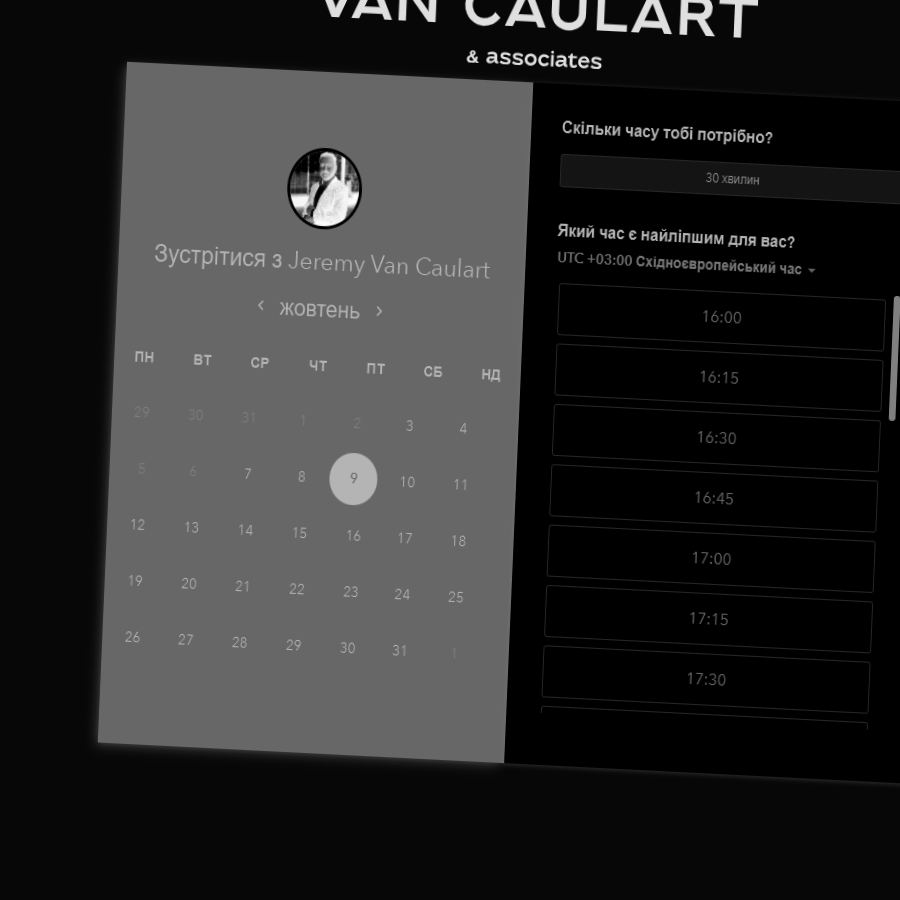 VAN CAULART
& associates
Зустрітися з Jeremy Van Caulart
‹ жовтень ›
ПН ВТ СР ЧТ ПТ СБ НД
29 30 31 1 2 3 4
5 6 7 8 9 10 11
12 13 14 15 16 17 18
19 20 21 22 23 24 25
26 27 28 29 30 31 1
Скільки часу тобі потрібно?
30 хвилин
Який час є найліпшим для вас?
UTC +03:00 Східноєвропейський час
16:00
16:15
16:30
16:45
17:00
17:15
17:30